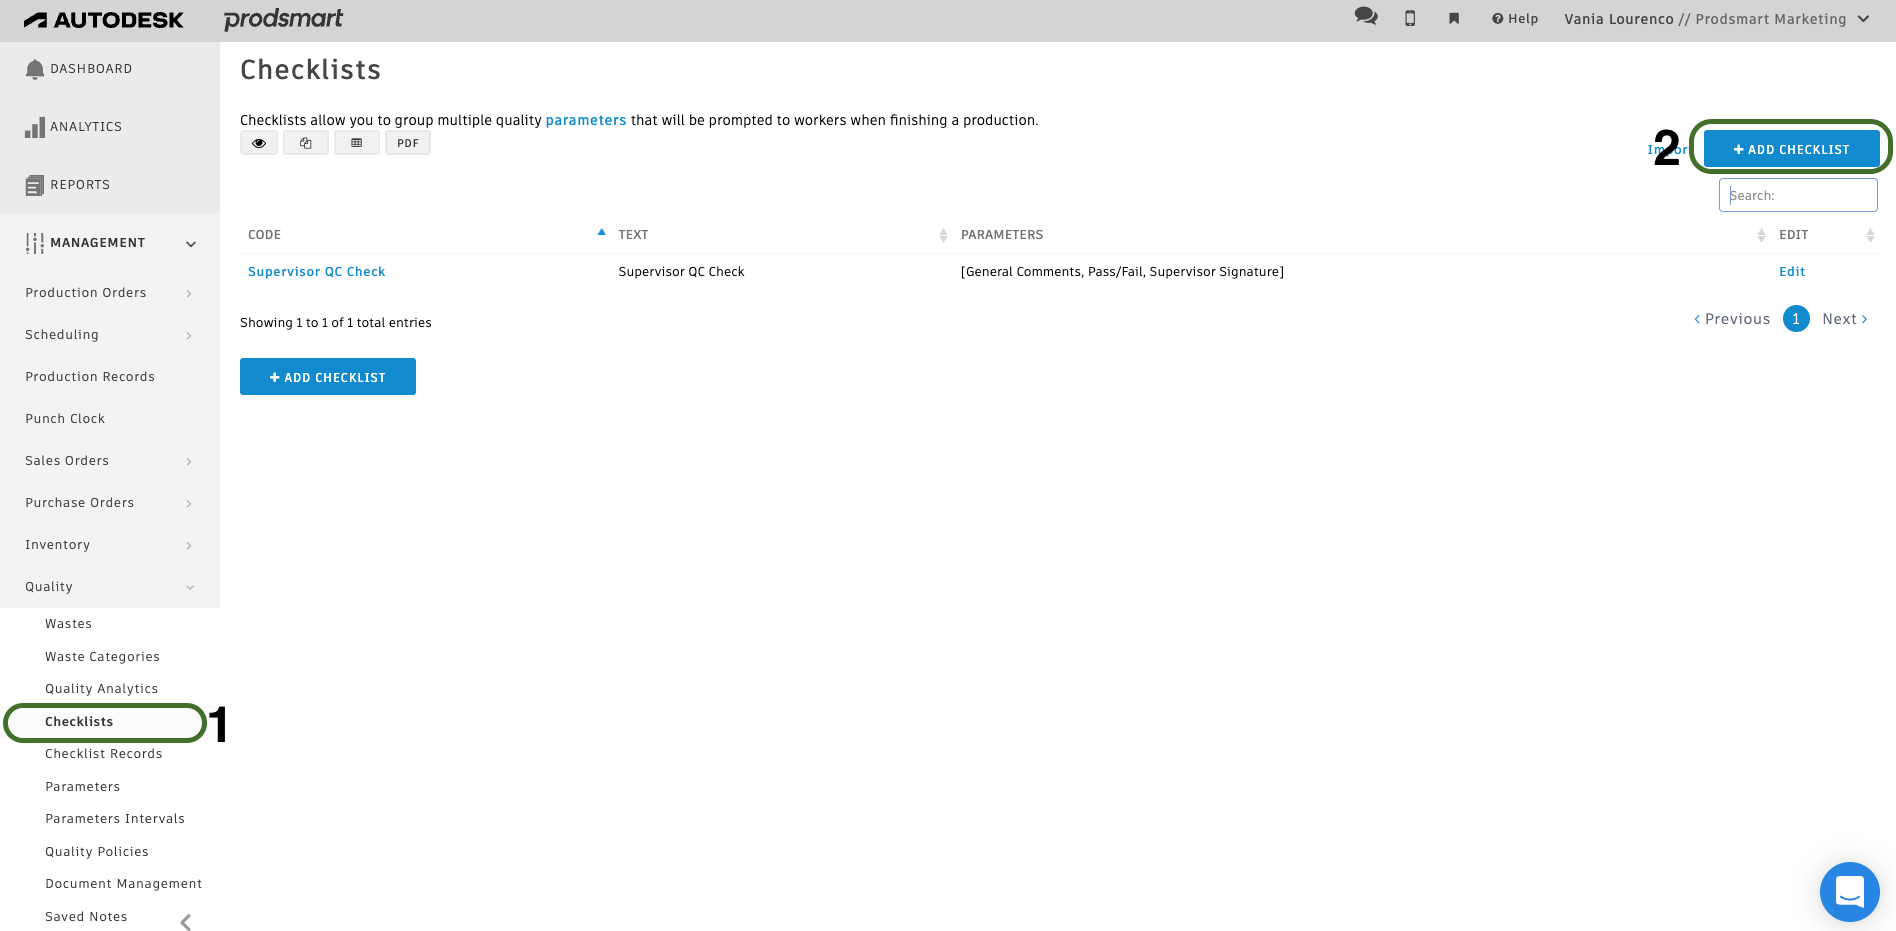 AUTODESK
prodsmart
Help
Vania Lourenco // Prodsmart Marketing
DASHBOARD
ANALYTICS
REPORTS
MANAGEMENT
Production Orders
Scheduling
Production Records
Punch Clock
Sales Orders
Purchase Orders
Inventory
Quality
Wastes
Waste Categories
Quality Analytics
Checklists
1
Checklist Records
Parameters
Parameters Intervals
Quality Policies
Document Management
Saved Notes
Checklists
Checklists allow you to group multiple quality parameters that will be prompted to workers when finishing a production.
PDF
2
+ ADD CHECKLIST
Search:
CODE TEXT PARAMETERS EDIT
Supervisor QC Check Supervisor QC Check [General Comments, Pass/Fail, Supervisor Signature] Edit
Showing 1 to 1 of 1 total entries
‹ Previous 1 Next ›
+ ADD CHECKLIST